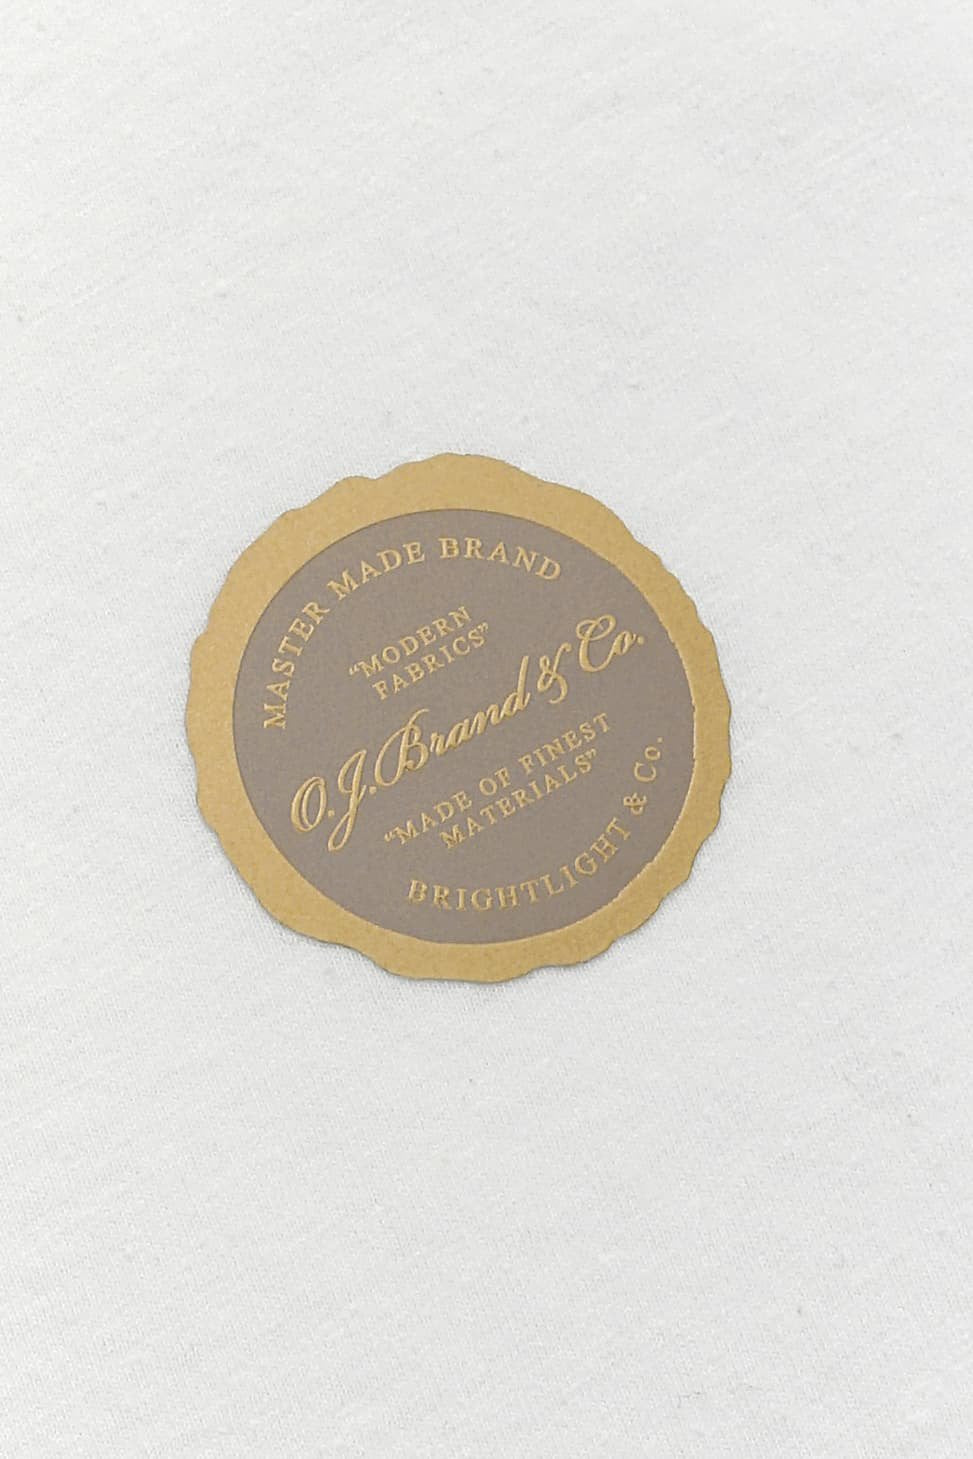 MASTER MADE BRAND
“MODERN
FABRICS”
O.J.Brand & Co.
“MADE OF FINEST
MATERIALS”
BRIGHTLIGHT & Co.